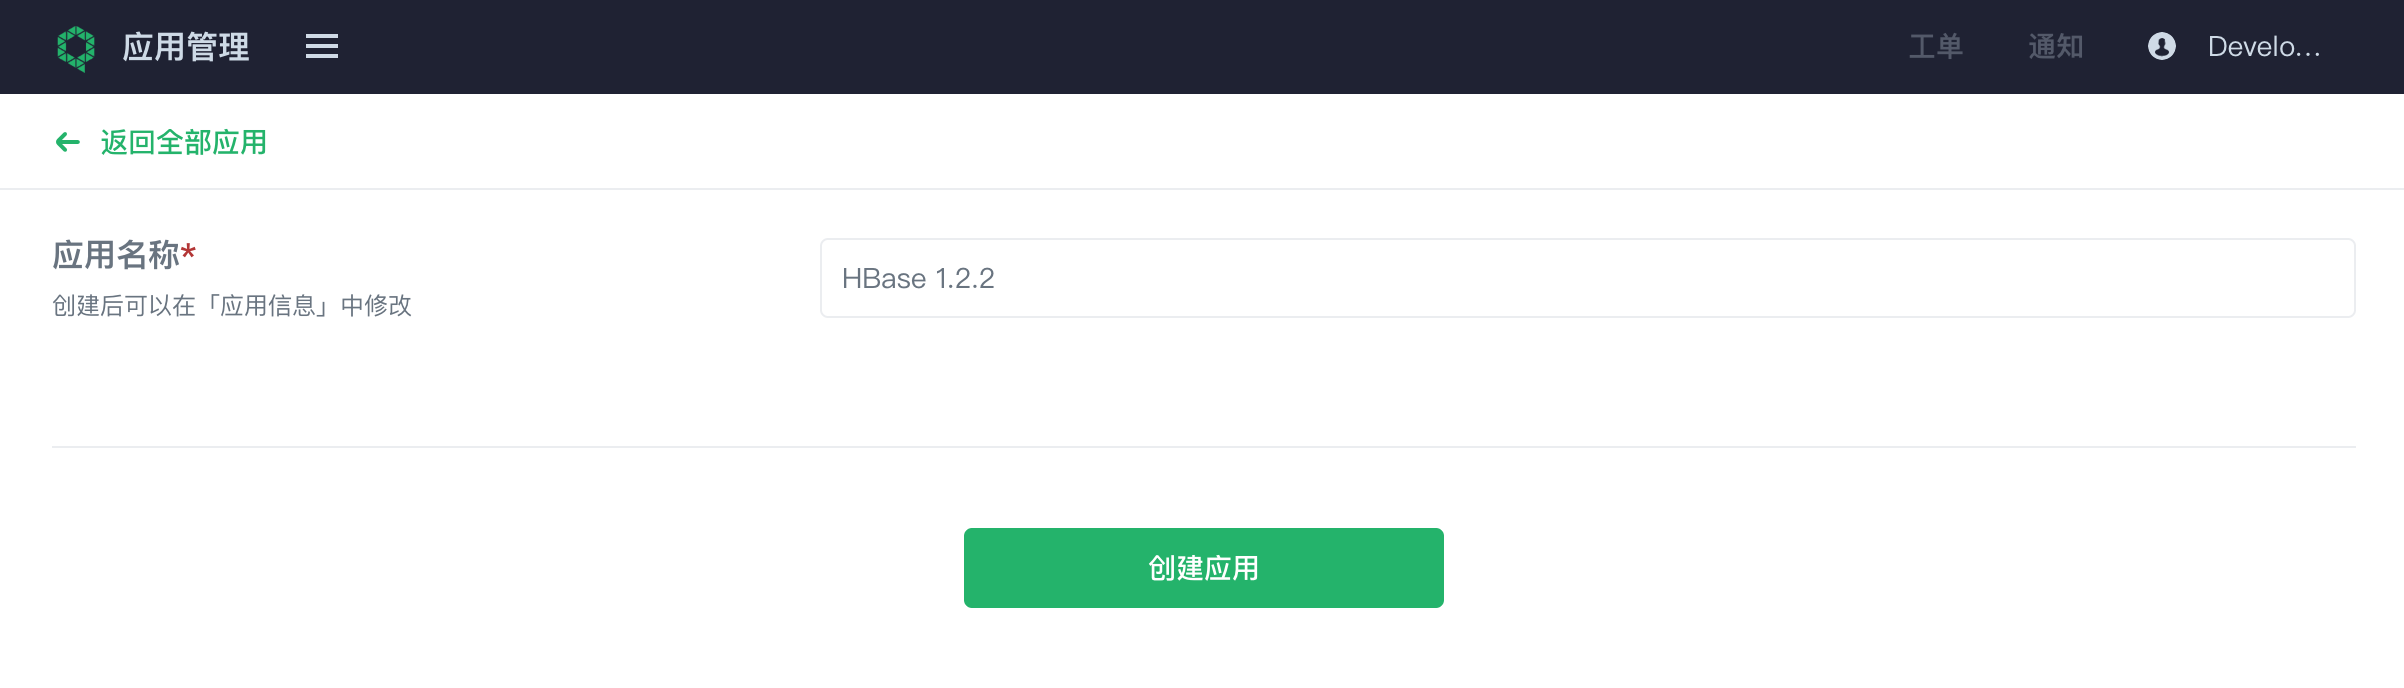 应用管理
工单
通知
Develo...
返回全部应用
应用名称*
创建后可以在「应用信息」中修改
HBase 1.2.2
创建应用